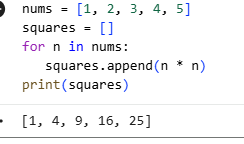 nums = [1, 2, 3, 4, 5]
squares = []
for n in nums:
   squares.append(n * n)
print(squares)
[1, 4, 9, 16, 25]